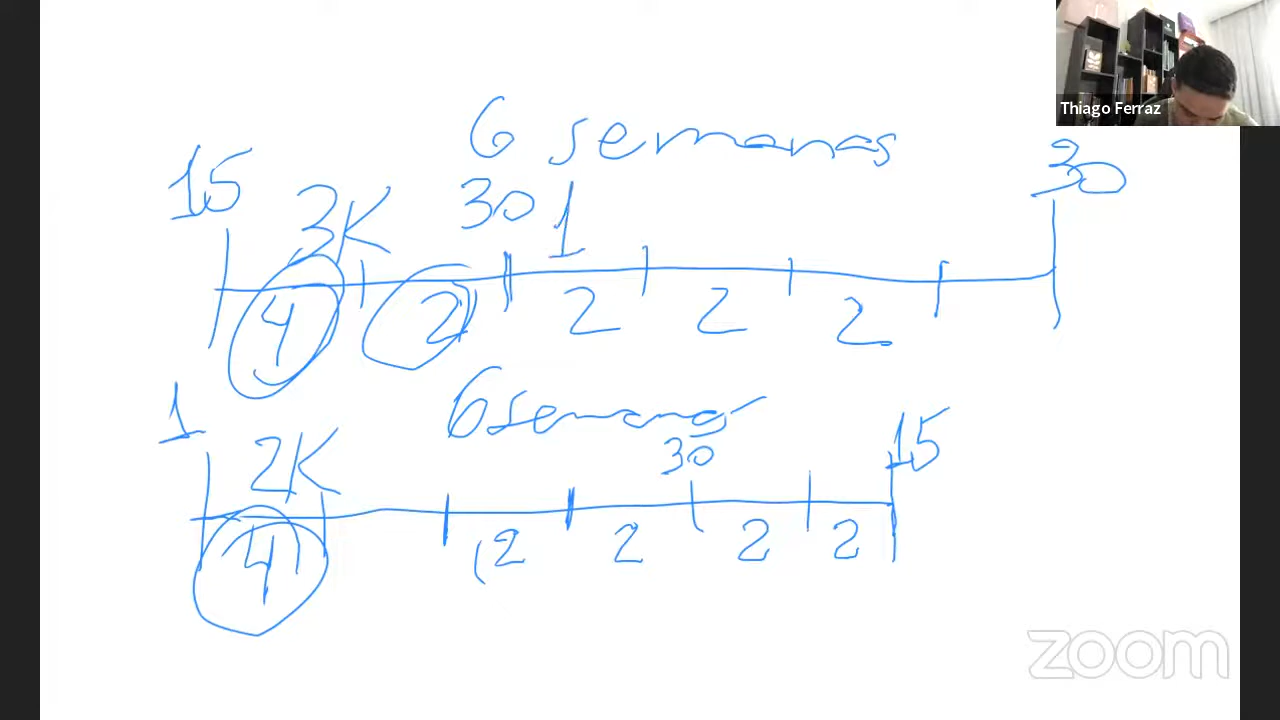 Thiago Ferraz
6 semanas
15 3K 30 1 30
4 2 2 2 2
6 semanas
1 2K 30 15
4 2 2 2 2
zoom